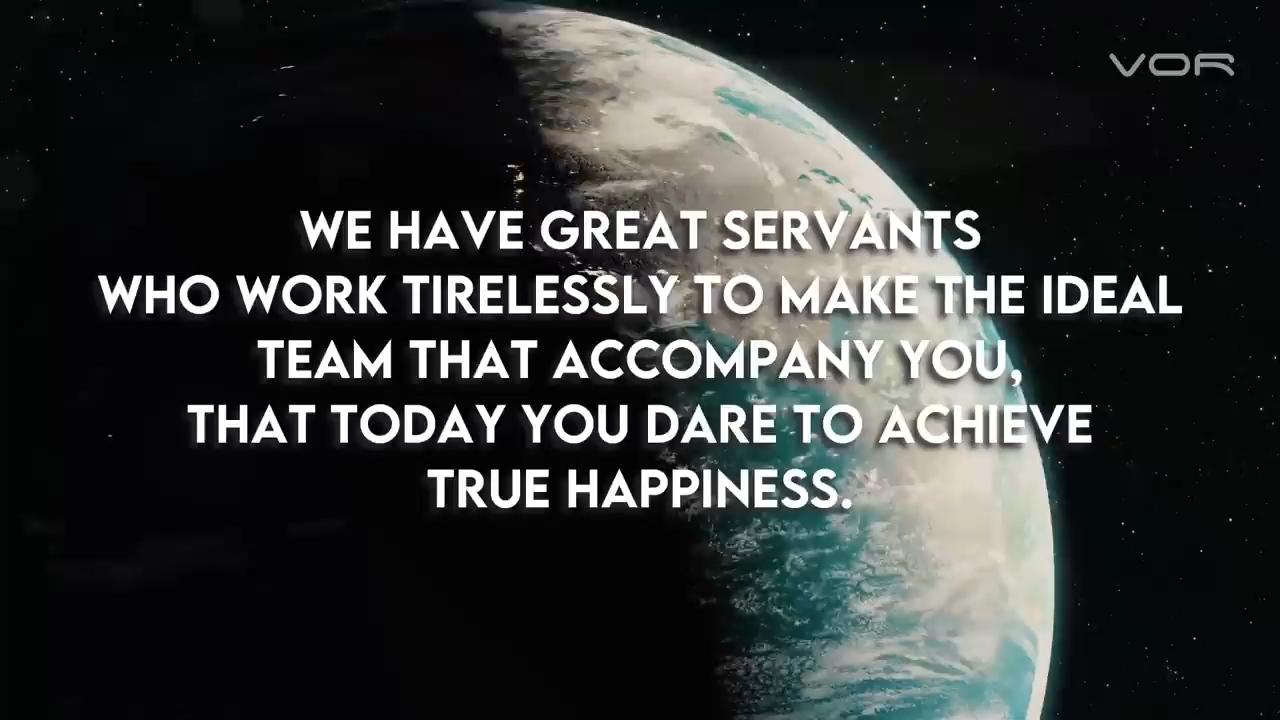 VOR
WE HAVE GREAT SERVANTS
WHO WORK TIRELESSLY TO MAKE THE IDEAL
TEAM THAT ACCOMPANY YOU,
THAT TODAY YOU DARE TO ACHIEVE
TRUE HAPPINESS.